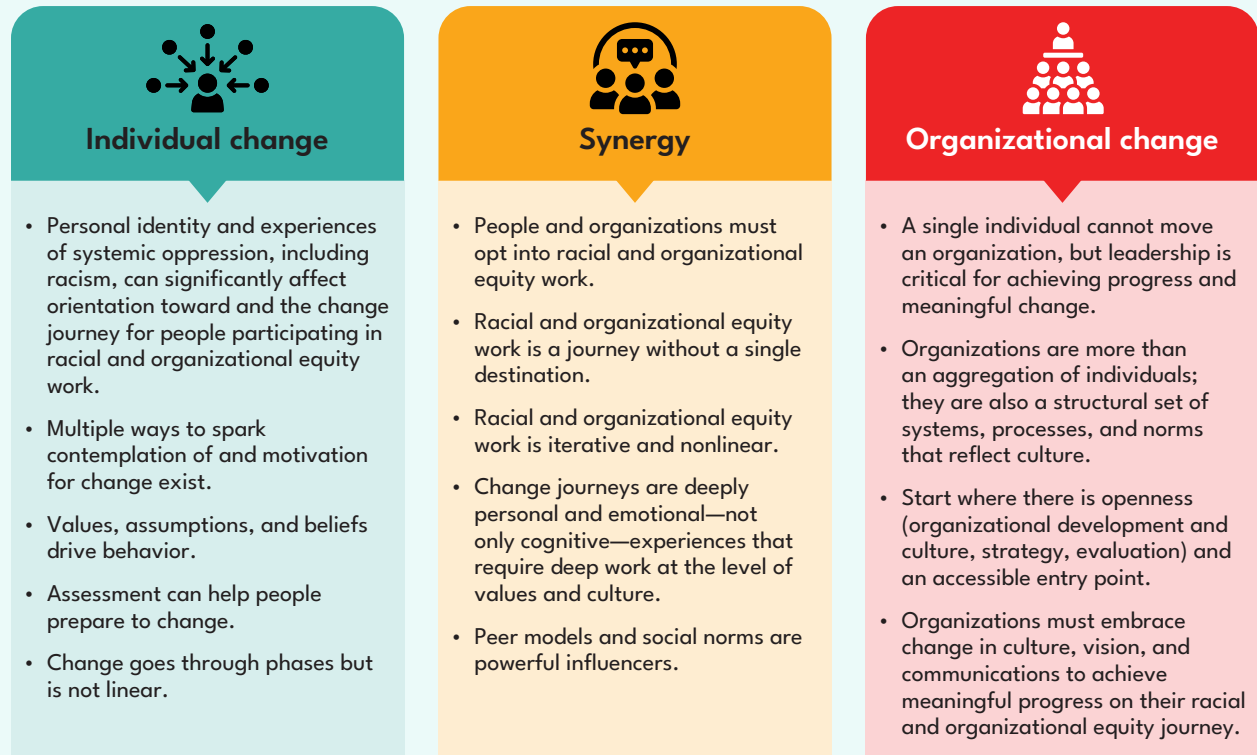 Individual change
• Personal identity and experiences
of systemic oppression, including
racism, can significantly affect
orientation toward and the change
journey for people participating in
racial and organizational equity
work.
• Multiple ways to spark
contemplation of and motivation
for change exist.
• Values, assumptions, and beliefs
drive behavior.
• Assessment can help people
prepare to change.
• Change goes through phases but
is not linear.
Synergy
• People and organizations must
opt into racial and organizational
equity work.
• Racial and organizational equity
work is a journey without a single
destination.
• Racial and organizational equity
work is iterative and nonlinear.
• Change journeys are deeply
personal and emotional—not
only cognitive—experiences that
require deep work at the level of
values and culture.
• Peer models and social norms are
powerful influencers.
Organizational change
• A single individual cannot move
an organization, but leadership is
critical for achieving progress and
meaningful change.
• Organizations are more than
an aggregation of individuals;
they are also a structural set of
systems, processes, and norms
that reflect culture.
• Start where there is openness
(organizational development and
culture, strategy, evaluation) and
an accessible entry point.
• Organizations must embrace
change in culture, vision, and
communications to achieve
meaningful progress on their racial
and organizational equity journey.